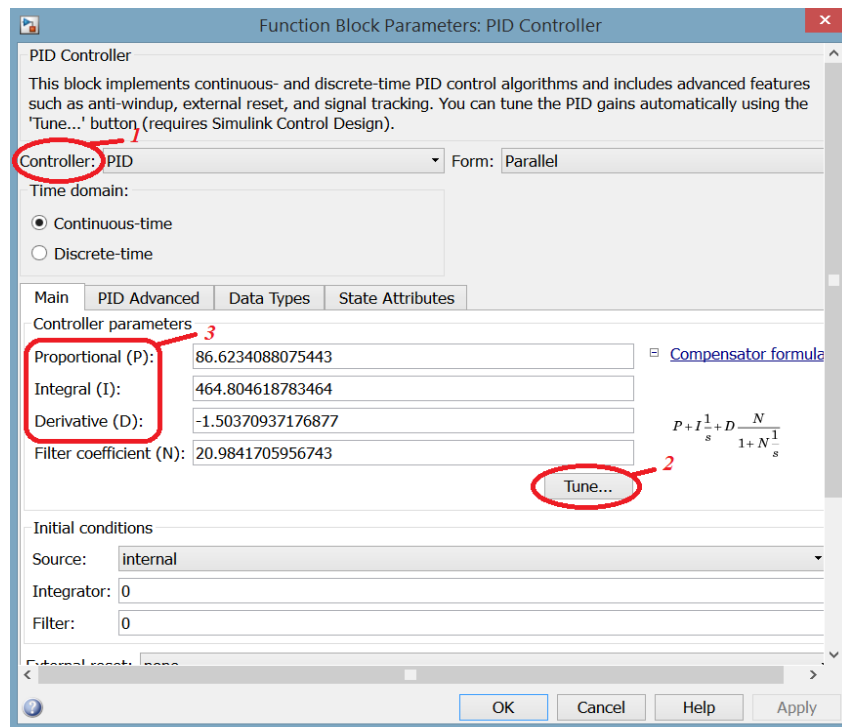 Function Block Parameters: PID Controller
PID Controller
This block implements continuous- and discrete-time PID control algorithms and includes advanced features
such as anti-windup, external reset, and signal tracking. You can tune the PID gains automatically using the
'Tune...' button (requires Simulink Control Design).
1
Controller: PID Form: Parallel
Time domain:
Continuous-time
Discrete-time
Main PID Advanced Data Types State Attributes
Controller parameters
3
Proportional (P): 86.6234088075443 Compensator formula
Integral (I): 464.804618783464
Derivative (D): -1.50370937176877
P + I 1/s + D N/(1 + N 1/s)
Filter coefficient (N): 20.9841705956743
2
Tune...
Initial conditions
Source: internal
Integrator: 0
Filter: 0
External reset: none
OK Cancel Help Apply